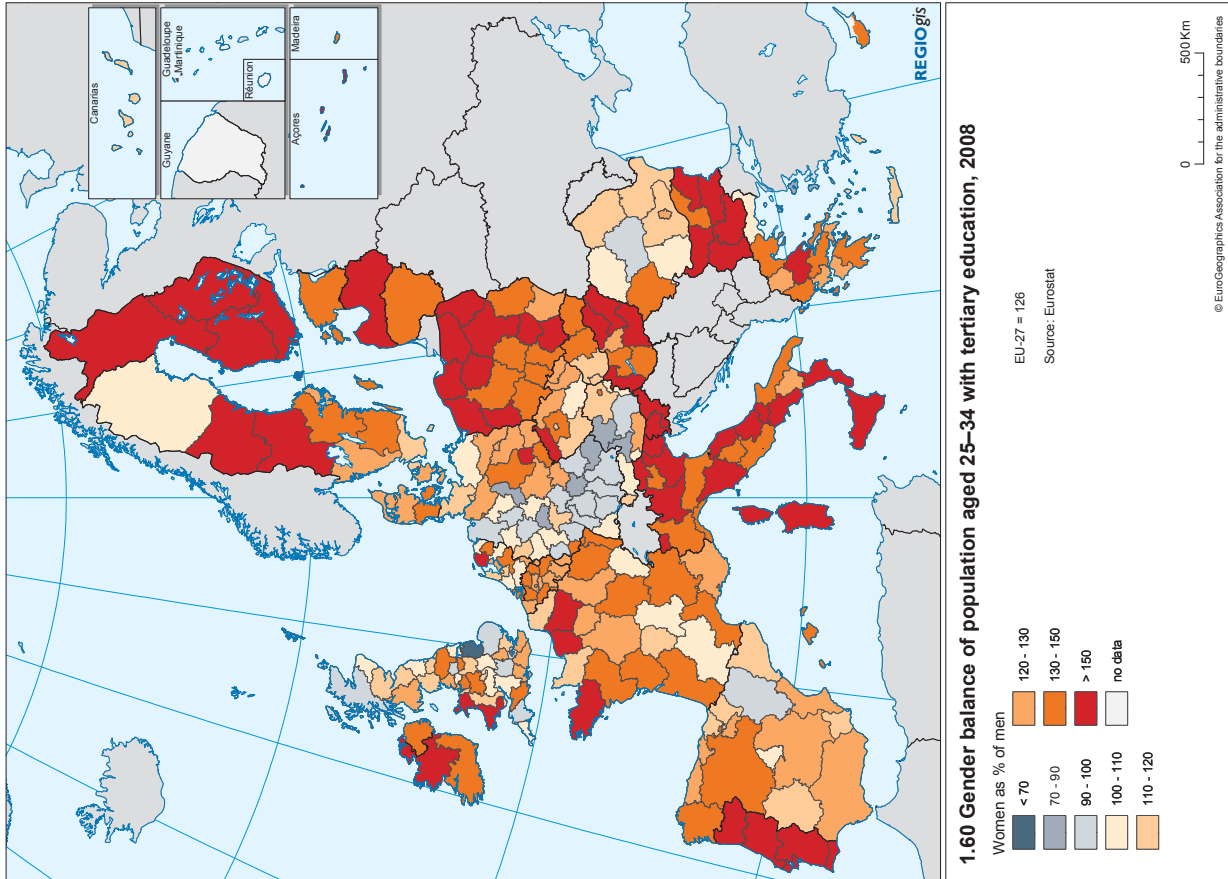 Canarias
Guyane
Guadeloupe
Martinique
Réunion
Açores
Madeira
REGIOgis
1.60 Gender balance of population aged 25–34 with tertiary education, 2008
Women as % of men
< 70
70 - 90
90 - 100
100 - 110
110 - 120
120 - 130
130 - 150
> 150
no data
EU-27 = 126
Source: Eurostat
0 500 Km
© EuroGeographics Association for the administrative boundaries